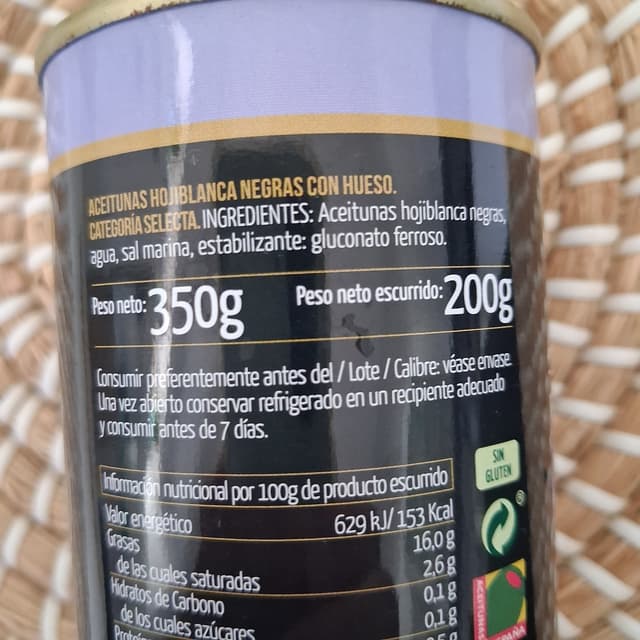 ACEITUNAS HOJIBLANCA NEGRAS CON HUESO.
CATEGORÍA SELECTA. INGREDIENTES: Aceitunas hojiblanca negras,
agua, sal marina, estabilizante: gluconato ferroso.
Peso neto: 350g Peso neto escurrido: 200g
Consumir preferentemente antes del / Lote / Calibre: véase envase.
Una vez abierto conservar refrigerado en un recipiente adecuado
y consumir antes de 7 días.
SIN
GLUTEN
Información nutricional por 100g de producto escurrido
Valor energético 629 kJ/ 153 Kcal
Grasas 16,0 g
de las cuales saturadas 2,6 g
Hidratos de Carbono 0,1 g
de los cuales azúcares 0,1 g